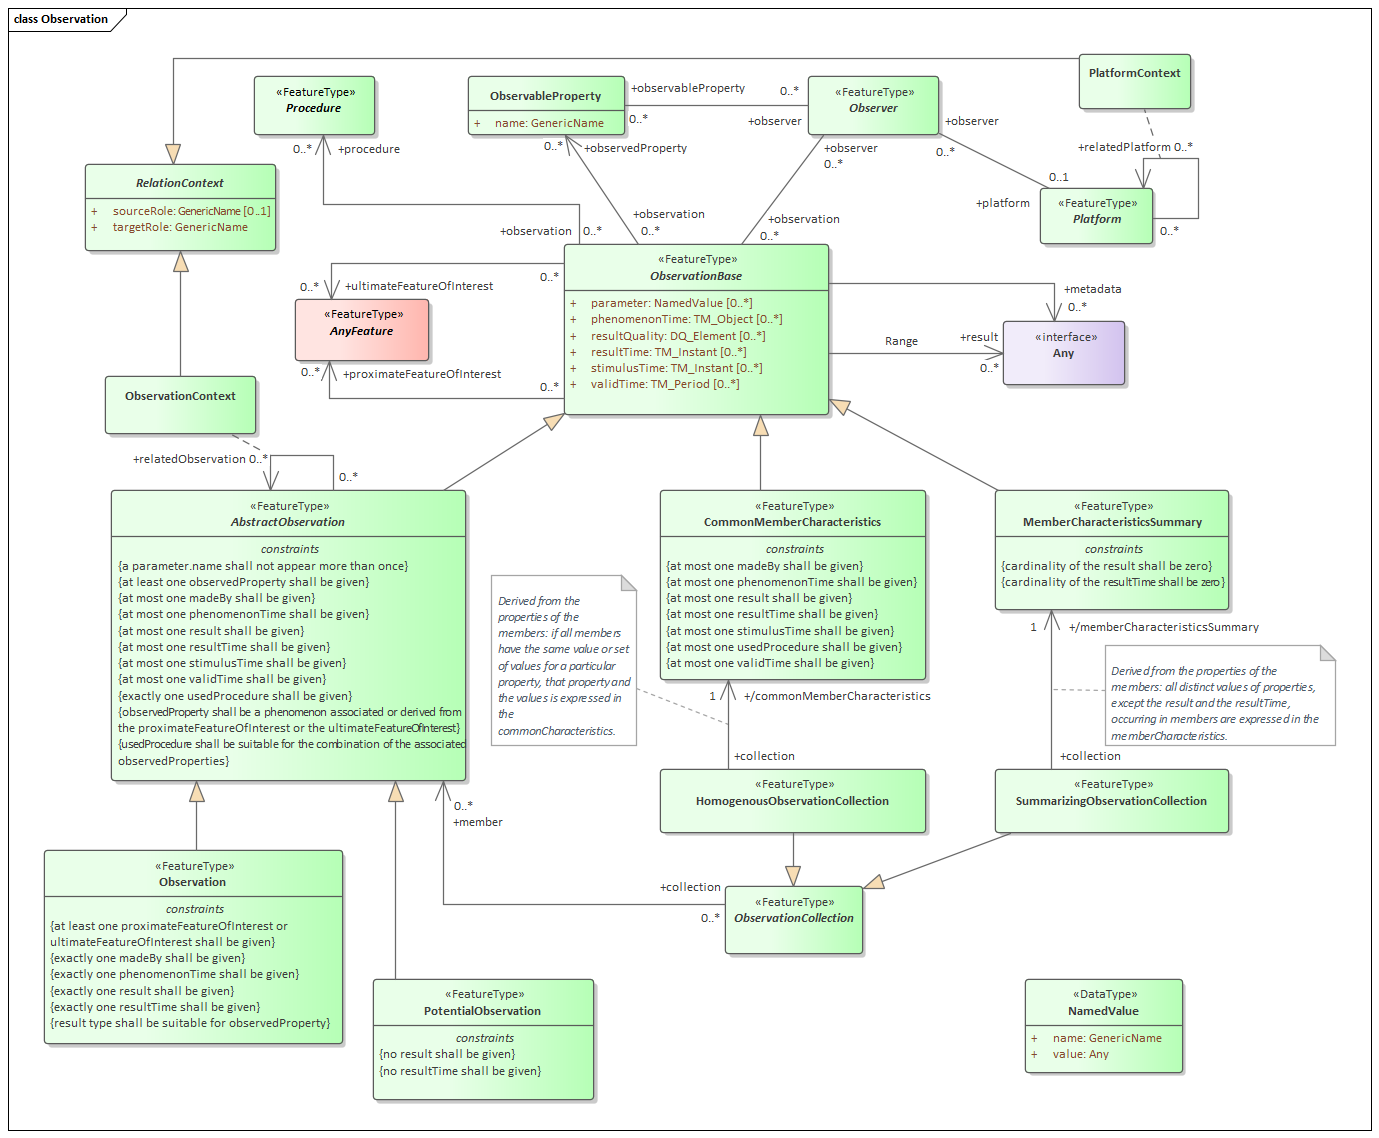 class Observation
PlatformContext
«FeatureType»
Procedure
ObservableProperty
+ name: GenericName
+observableProperty
0..*
0..*
«FeatureType»
Observer
+observer
+observer
0..*
+observer
0..*
+relatedPlatform 0..*
0..1
+platform
«FeatureType»
Platform
0..*
0..*
+procedure
0..*
+observedProperty
RelationContext
+ sourceRole: GenericName [0..1]
+ targetRole: GenericName
+observation
0..*
+observation
0..*
+observation
0..*
«FeatureType»
ObservationBase
+ parameter: NamedValue [0..*]
+ phenomenonTime: TM_Object [0..*]
+ resultQuality: DQ_Element [0..*]
+ resultTime: TM_Instant [0..*]
+ stimulusTime: TM_Instant [0..*]
+ validTime: TM_Period [0..*]
0..*
0..*
+ultimateFeatureOfInterest
«FeatureType»
AnyFeature
0..*
+proximateFeatureOfInterest
0..*
+metadata
0..*
Range
+result
0..*
«interface»
Any
ObservationContext
+relatedObservation 0..*
0..*
«FeatureType»
AbstractObservation
constraints
{a parameter.name shall not appear more than once}
{at least one observedProperty shall be given}
{at most one madeBy shall be given}
{at most one phenomenonTime shall be given}
{at most one result shall be given}
{at most one resultTime shall be given}
{at most one stimulusTime shall be given}
{at most one validTime shall be given}
{exactly one usedProcedure shall be given}
{observedProperty shall be a phenomenon associated or derived from
the proximateFeatureOfInterest or the ultimateFeatureOfInterest}
{usedProcedure shall be suitable for the combination of the associated
observedProperties}
Derived from the
properties of the
members: if all members
have the same value or set
of values for a particular
property, that property and
the values is expressed in
the
commonCharacteristics.
«FeatureType»
CommonMemberCharacteristics
constraints
{at most one madeBy shall be given}
{at most one phenomenonTime shall be given}
{at most one result shall be given}
{at most one resultTime shall be given}
{at most one stimulusTime shall be given}
{at most one usedProcedure shall be given}
{at most one validTime shall be given}
«FeatureType»
MemberCharacteristicsSummary
constraints
{cardinality of the result shall be zero}
{cardinality of the resultTime shall be zero}
1
+/memberCharacteristicsSummary
Derived from the properties of the
members: all distinct values of properties,
except the result and the resultTime,
occurring in members are expressed in the
memberCharacteristics.
1
+/commonMemberCharacteristics
+collection
+collection
«FeatureType»
HomogenousObservationCollection
«FeatureType»
SummarizingObservationCollection
0..*
+member
+collection
0..*
«FeatureType»
ObservationCollection
«FeatureType»
Observation
constraints
{at least one proximateFeatureOfInterest or
ultimateFeatureOfInterest shall be given}
{exactly one madeBy shall be given}
{exactly one phenomenonTime shall be given}
{exactly one result shall be given}
{exactly one resultTime shall be given}
{result type shall be suitable for observedProperty}
«FeatureType»
PotentialObservation
constraints
{no result shall be given}
{no resultTime shall be given}
«DataType»
NamedValue
+ name: GenericName
+ value: Any